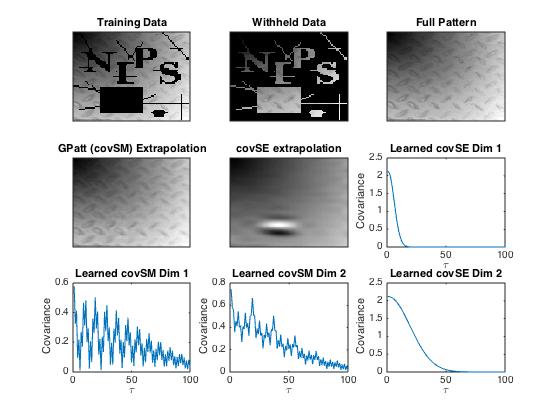 Training Data
Withheld Data
Full Pattern
NIPS
NIPS
GPatt (covSM) Extrapolation
covSE extrapolation
Learned covSE Dim 1
Covariance
2.5
2
1.5
1
0.5
0
0
50
100
τ
Learned covSM Dim 1
Learned covSM Dim 2
Learned covSE Dim 2
Covariance
0.6
0.4
0.2
0
0
50
100
τ
Covariance
0.8
0.6
0.4
0.2
0
0
50
100
τ
Covariance
2.5
2
1.5
1
0.5
0
0
50
100
τ